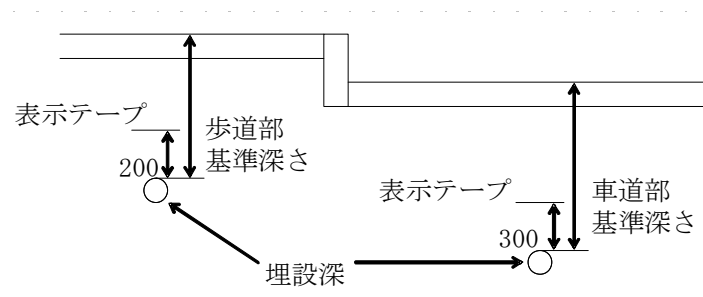 表示テープ
歩道部
基準深さ
200
表示テープ
車道部
基準深さ
300
埋設深